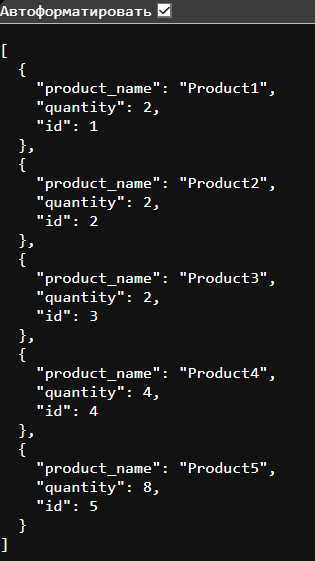 Автоформатировать
[
  {
    "product_name": "Product1",
    "quantity": 2,
    "id": 1
  },
  {
    "product_name": "Product2",
    "quantity": 2,
    "id": 2
  },
  {
    "product_name": "Product3",
    "quantity": 2,
    "id": 3
  },
  {
    "product_name": "Product4",
    "quantity": 4,
    "id": 4
  },
  {
    "product_name": "Product5",
    "quantity": 8,
    "id": 5
  }
]